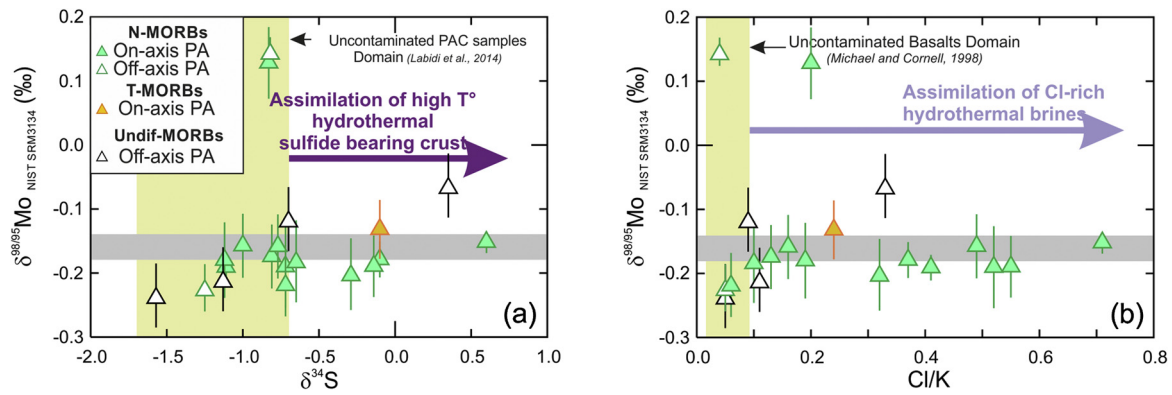 0.2
0.1
0.0
-0.1
-0.2
-0.3
δ98/95Mo NIST SRM3134 (‰)
N-MORBs
On-axis PA
Off-axis PA
T-MORBs
On-axis PA
Undif-MORBs
Off-axis PA
Uncontaminated PAC samples
Domain (Labidi et al., 2014)
Assimilation of high T°
hydrothermal
sulfide bearing crust
(a)
-2.0 -1.5 -1.0 -0.5 0.0 0.5 1.0
δ34S
0.2
0.1
0.0
-0.1
-0.2
-0.3
δ98/95Mo NIST SRM3134 (‰)
Uncontaminated Basalts Domain
(Michael and Cornell, 1998)
Assimilation of Cl-rich
hydrothermal brines
(b)
0.0 0.2 0.4 0.6 0.8
Cl/K